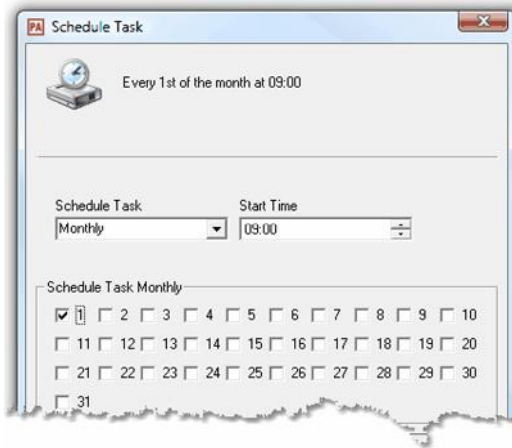 PA Schedule Task
Every 1st of the month at 09:00
Schedule Task Start Time
Monthly 09:00
Schedule Task Monthly
1 2 3 4 5 6 7 8 9 10
11 12 13 14 15 16 17 18 19 20
21 22 23 24 25 26 27 28 29 30
31